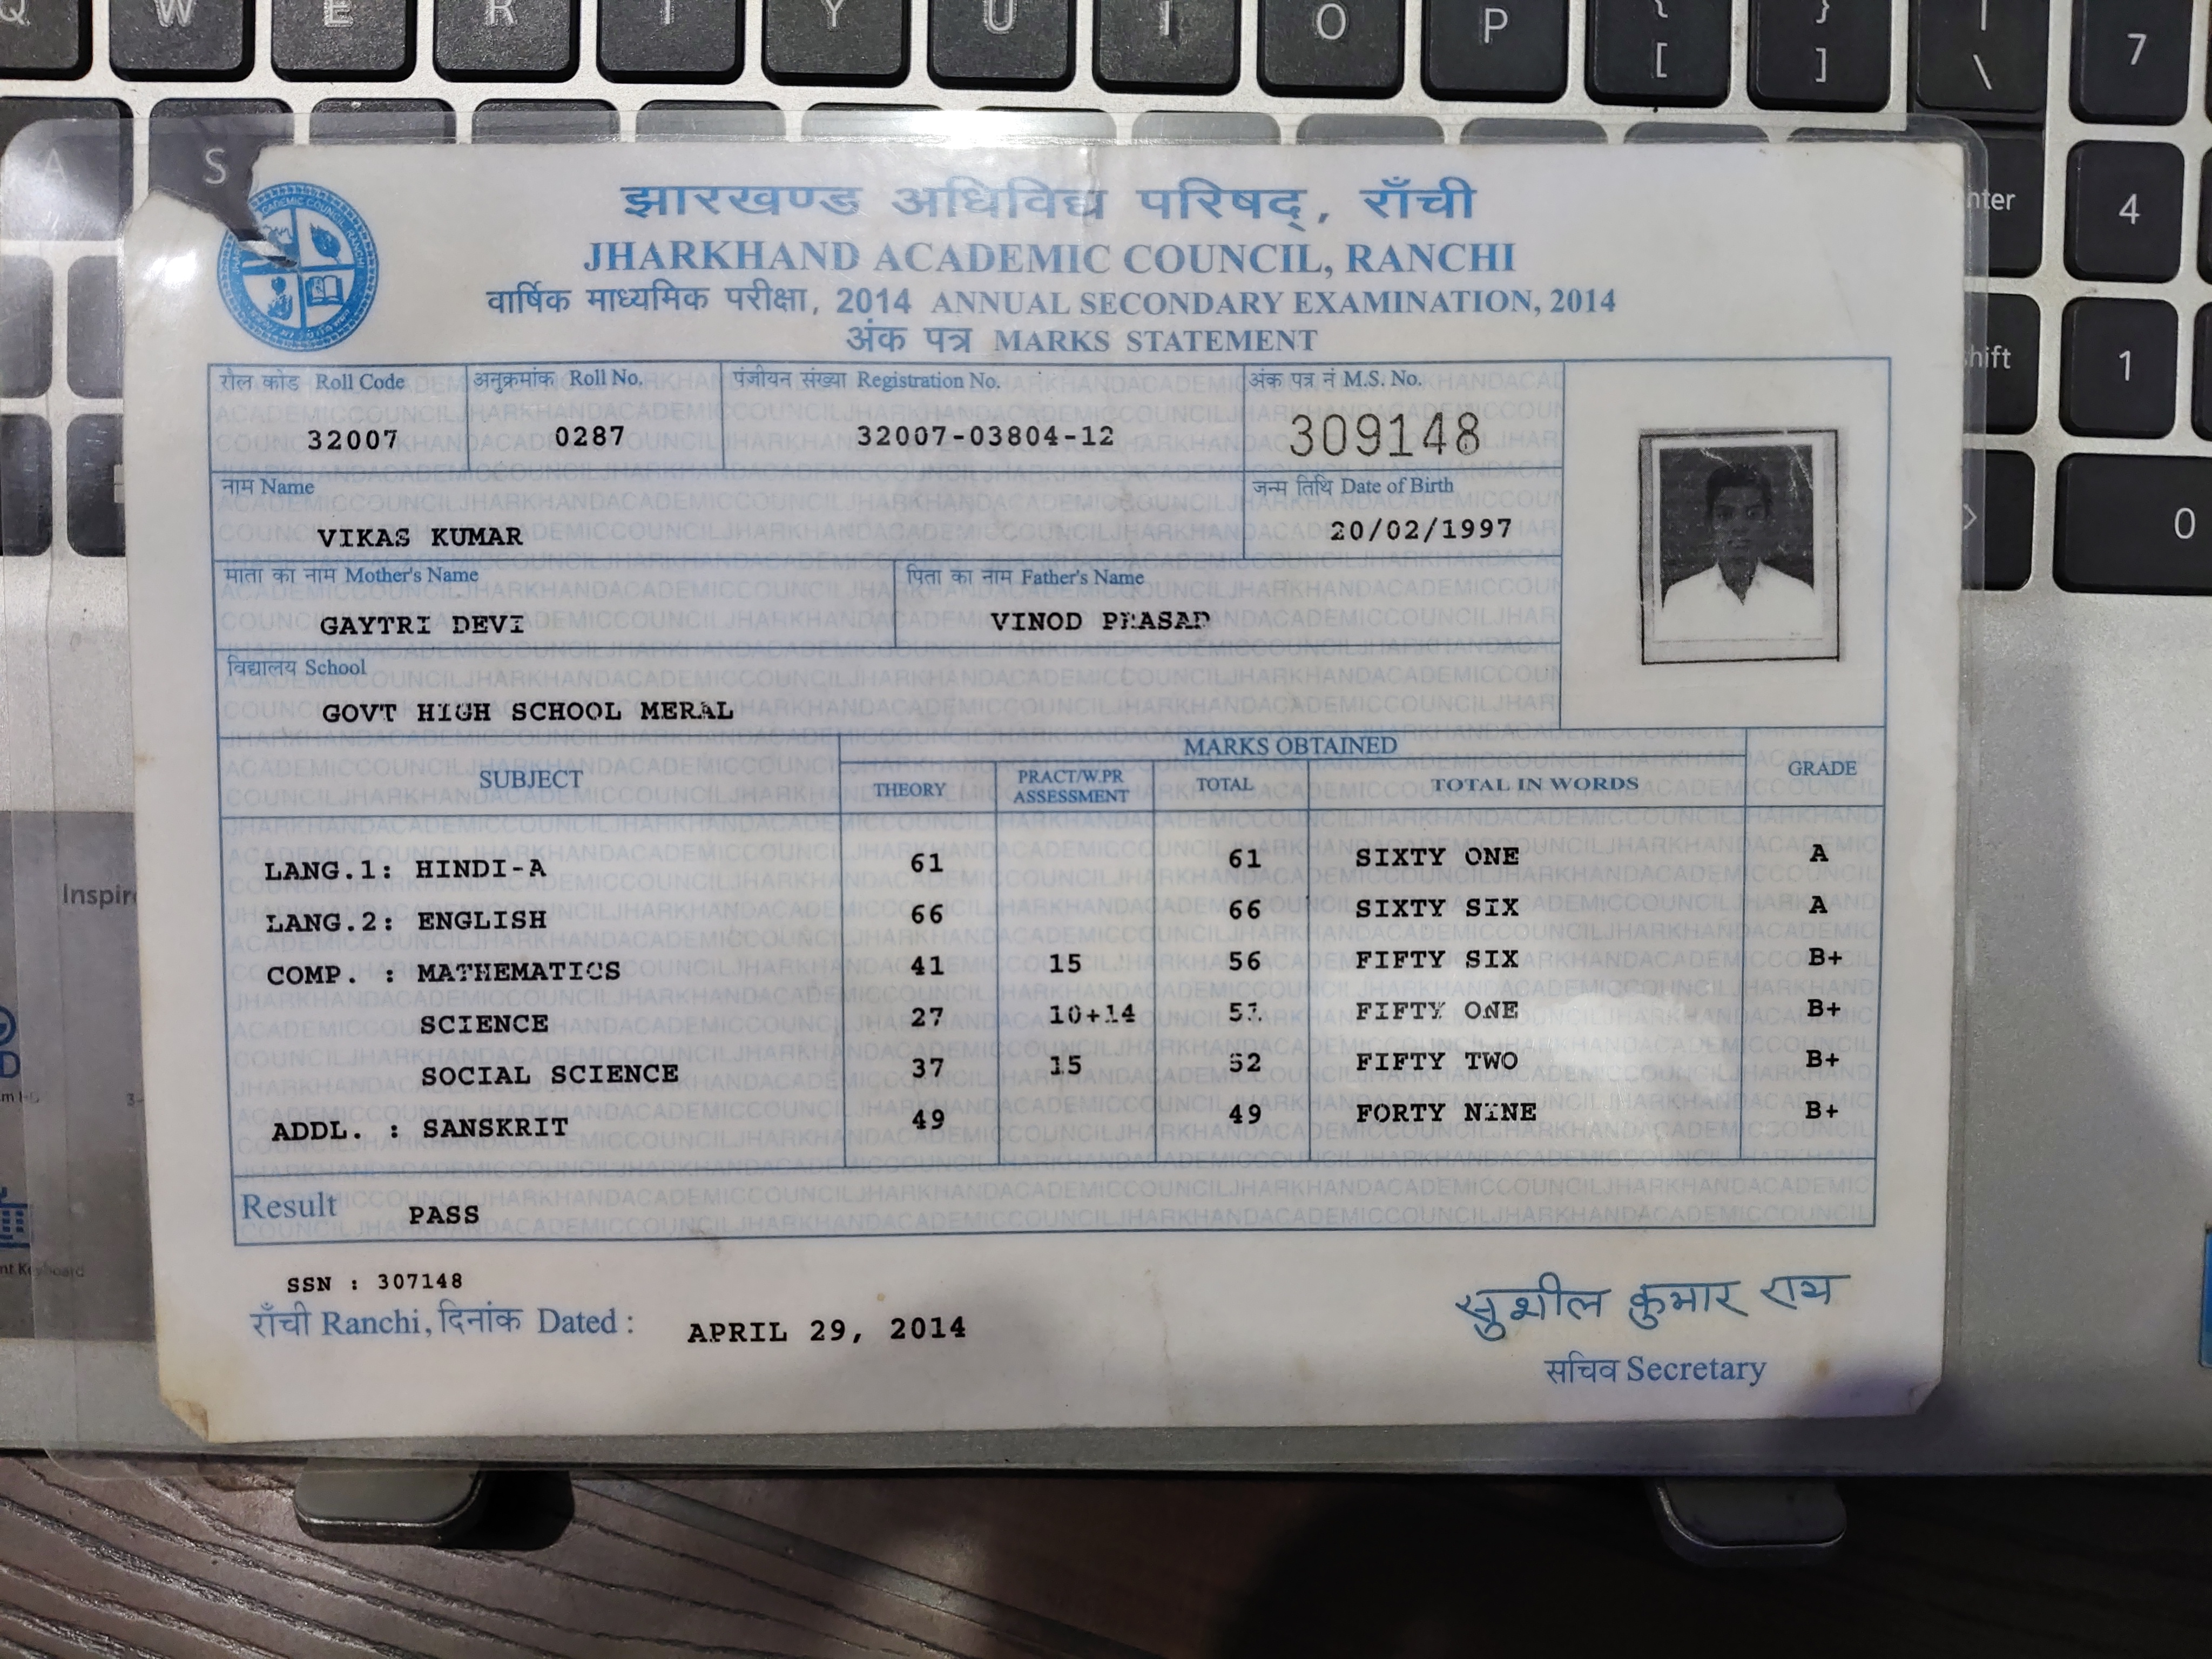 Q W E R T Y U I O P { [ } ] | \ 7
A S
4
1
0
Enter
Shift
झारखण्ड अधिविद्य परिषद्, राँची
JHARKHAND ACADEMIC COUNCIL, RANCHI
वार्षिक माध्यमिक परीक्षा, 2014 ANNUAL SECONDARY EXAMINATION, 2014
अंक पत्र MARKS STATEMENT
रौल कोड Roll Code अनुक्रमांक Roll No. पंजीयन संख्या Registration No. अंक पत्र नं M.S. No.
32007 0287 32007-03804-12 309148
नाम Name जन्म तिथि Date of Birth
VIKAS KUMAR 20/02/1997
माता का नाम Mother's Name पिता का नाम Father's Name
GAYTRI DEVI VINOD PRASAD
विद्यालय School
GOVT HIGH SCHOOL MERAL
MARKS OBTAINED
SUBJECT THEORY PRACT/W.PR ASSESSMENT TOTAL TOTAL IN WORDS GRADE
LANG.1: HINDI-A 61 61 SIXTY ONE A
LANG.2: ENGLISH 66 66 SIXTY SIX A
COMP. : MATHEMATICS 41 15 56 FIFTY SIX B+
SCIENCE 27 10+14 51 FIFTY ONE B+
SOCIAL SCIENCE 37 15 52 FIFTY TWO B+
ADDL. : SANSKRIT 49 49 FORTY NINE B+
Result PASS
SSN : 307148
राँची Ranchi, दिनांक Dated : APRIL 29, 2014
सुशील कुमार राय
सचिव Secretary